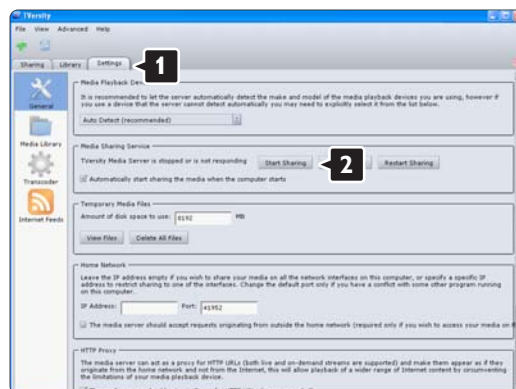 TVersity
File View Advanced Help
Sharing Library Settings
1
General
Media Library
Transcoder
Internet Feeds
Media Playback Dev
It is recommended to let the server automatically detect the make and model of the media playback devices you are using, however if
you use a device that the server cannot detect automatically you may need to explicitly select it from the list below.
Auto Detect (recommended)
Media Sharing Service
TVersity Media Server is stopped or is not responding Start Sharing 2 Restart Sharing
Automatically start sharing the media when the computer starts
Temporary Media Files
Amount of disk space to use: 8192 MB
View Files Delete All Files
Home Network
Leave the IP address empty if you wish to share your media on all the network interfaces on this computer, or specify a specific IP
address to restrict sharing to one of the interfaces. Change the default port only if you have a conflict with some other program running
on this computer.
IP Address: Port: 41952
The media server should accept requests originating from outside the home network (required only if you wish to access your media on t
HTTP Proxy
The media server can act as a proxy for HTTP URLs (both live and on-demand streams are supported) and make them appear as if they
originate from the home network and not from the Internet, this will allow playback of a wider range of Internet content by circumventing
the limitations of your media playback device.